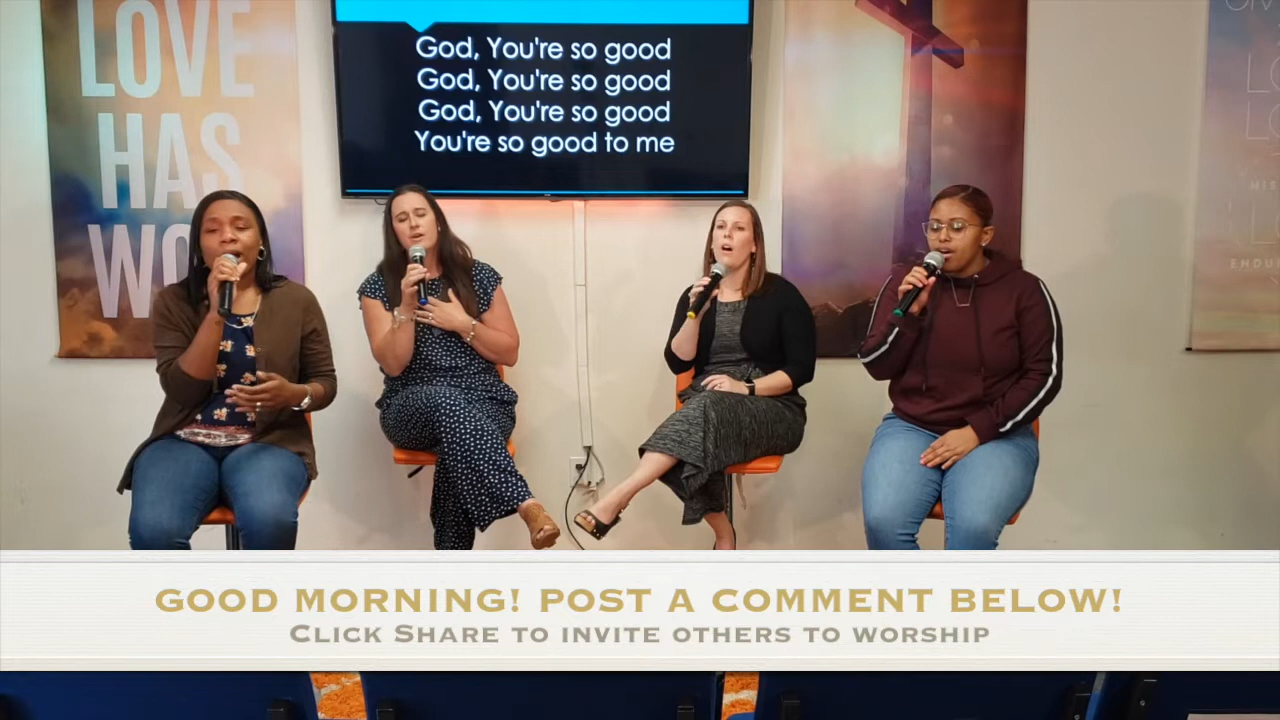 LOVE
HAS
God, You're so good
God, You're so good
God, You're so good
You're so good to me
GOOD MORNING! POST A COMMENT BELOW!
CLICK SHARE TO INVITE OTHERS TO WORSHIP